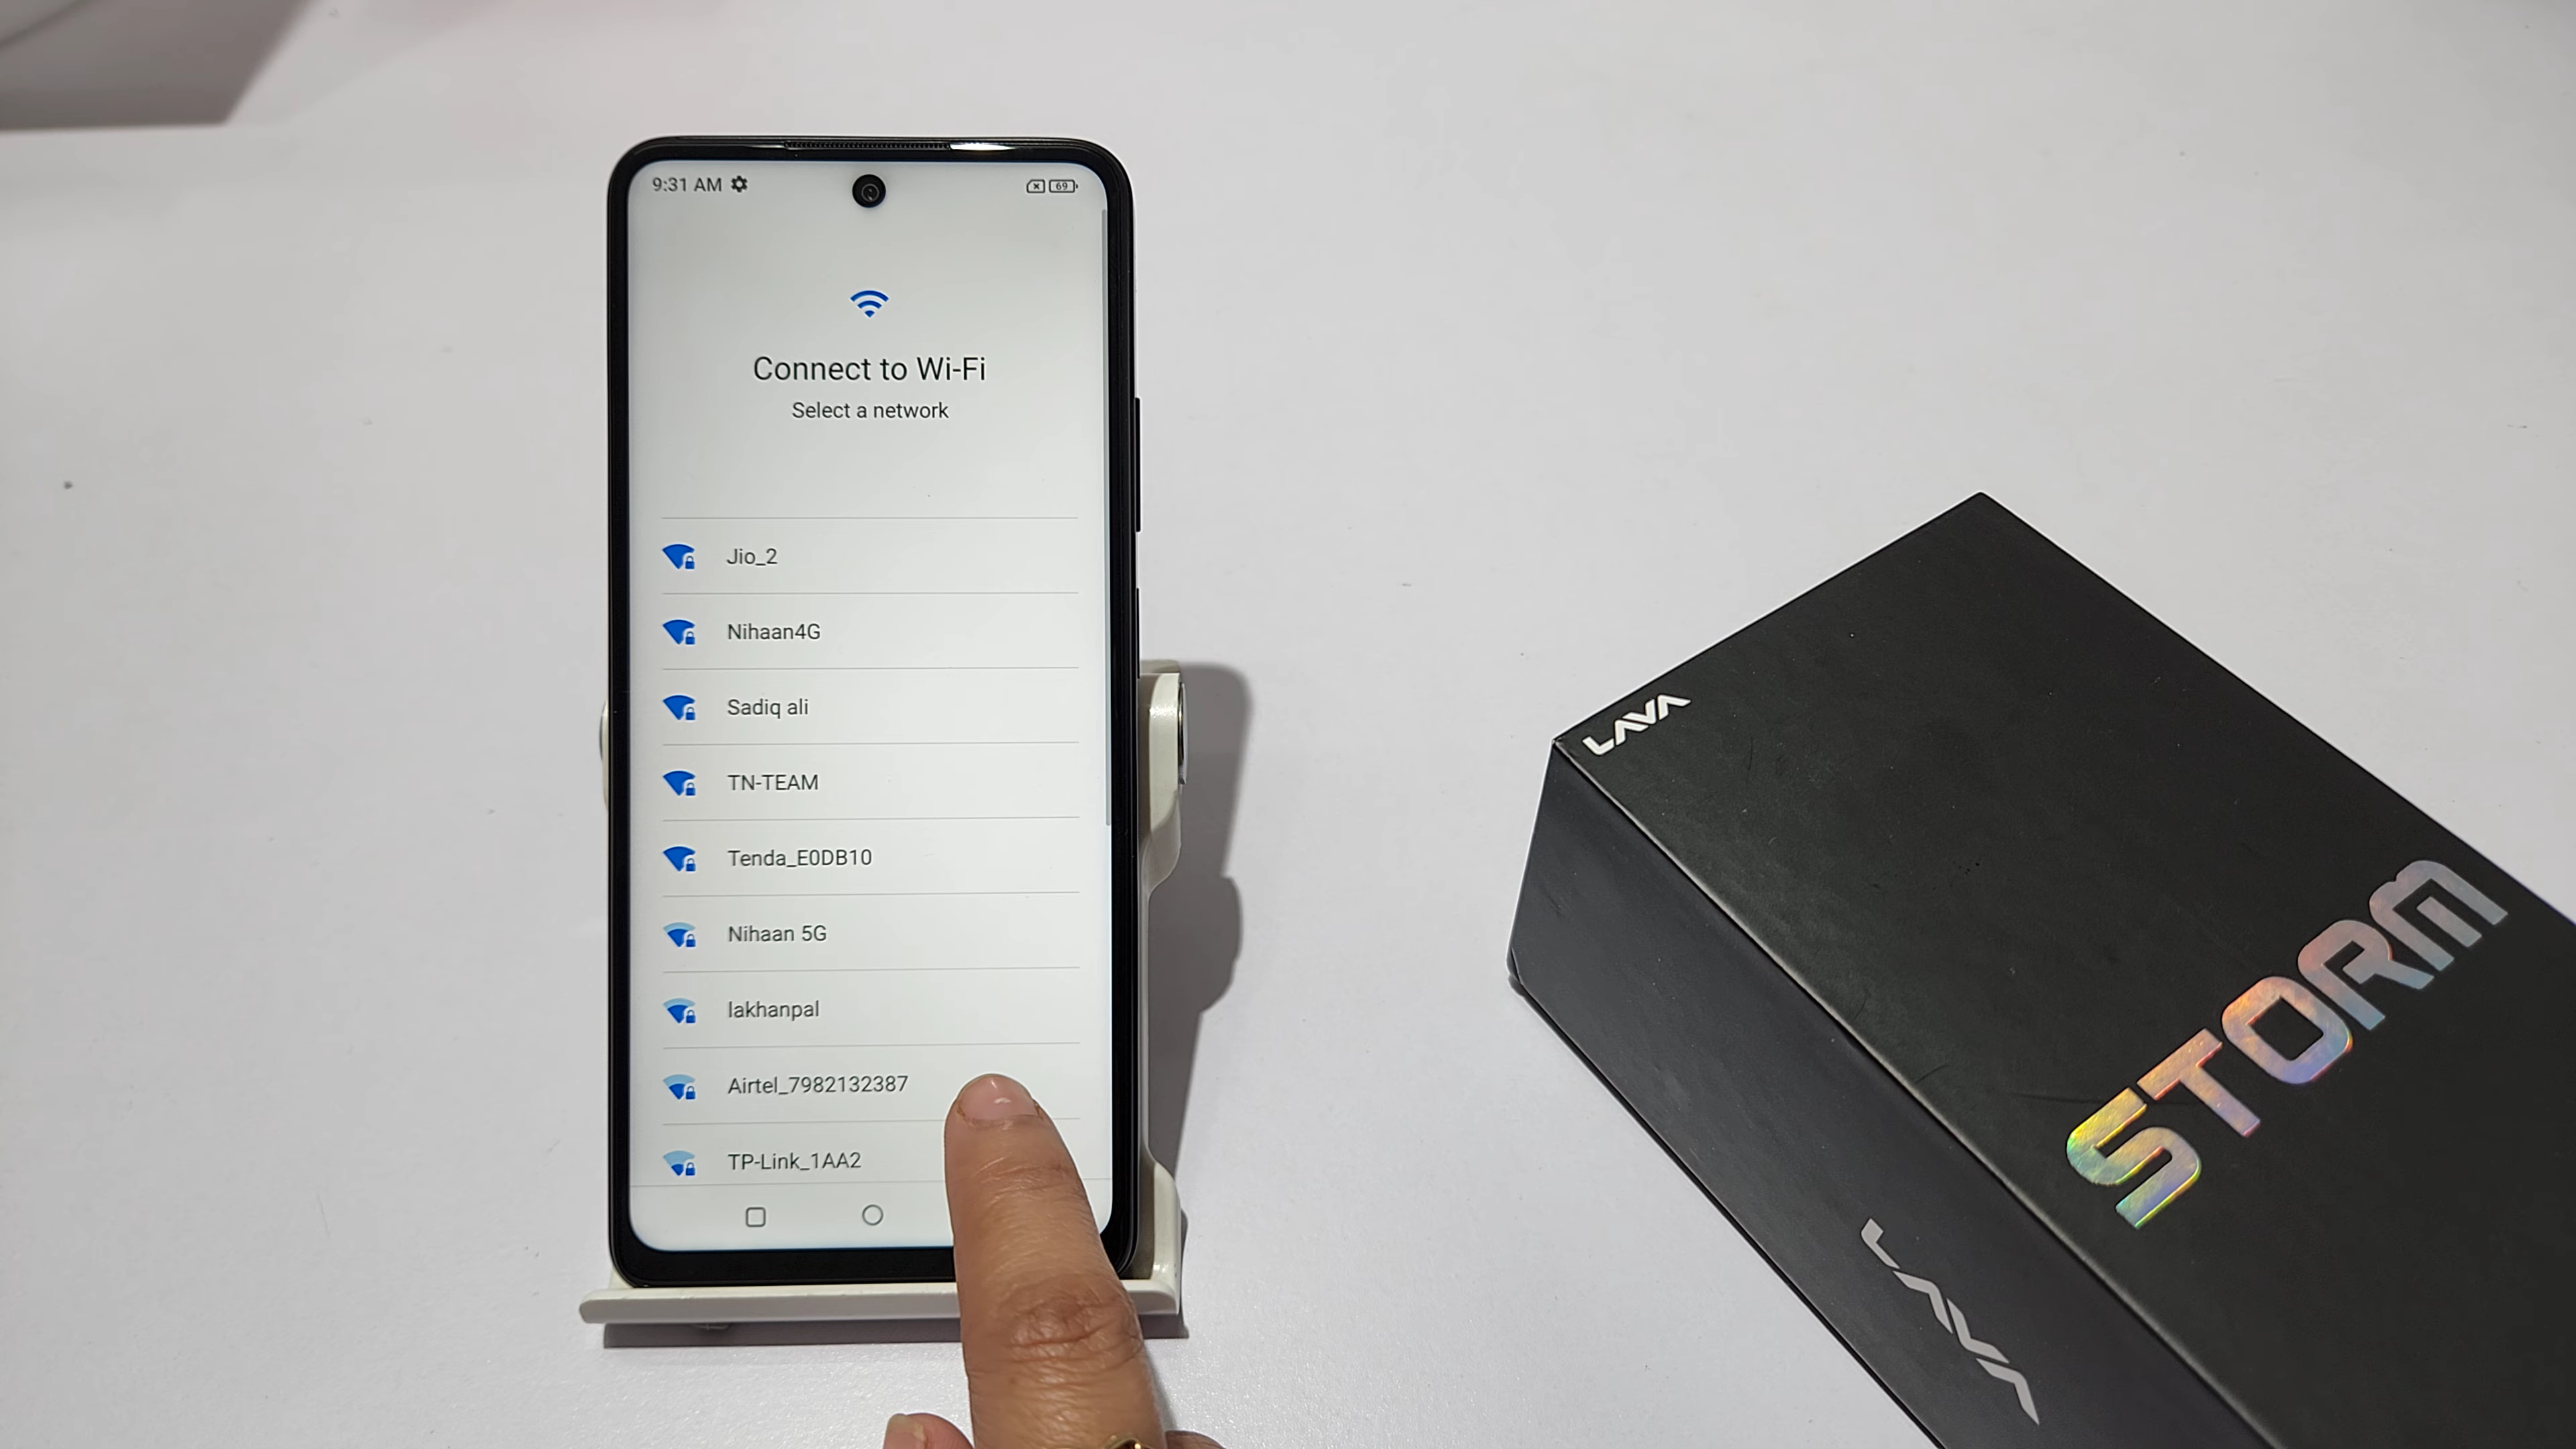 9:31 AM
69
Connect to Wi-Fi
Select a network
Jio_2
Nihaan4G
Sadiq ali
TN-TEAM
Tenda_E0DB10
Nihaan 5G
lakhanpal
Airtel_7982132387
TP-Link_1AA2
LAVA
STORM
LAVA